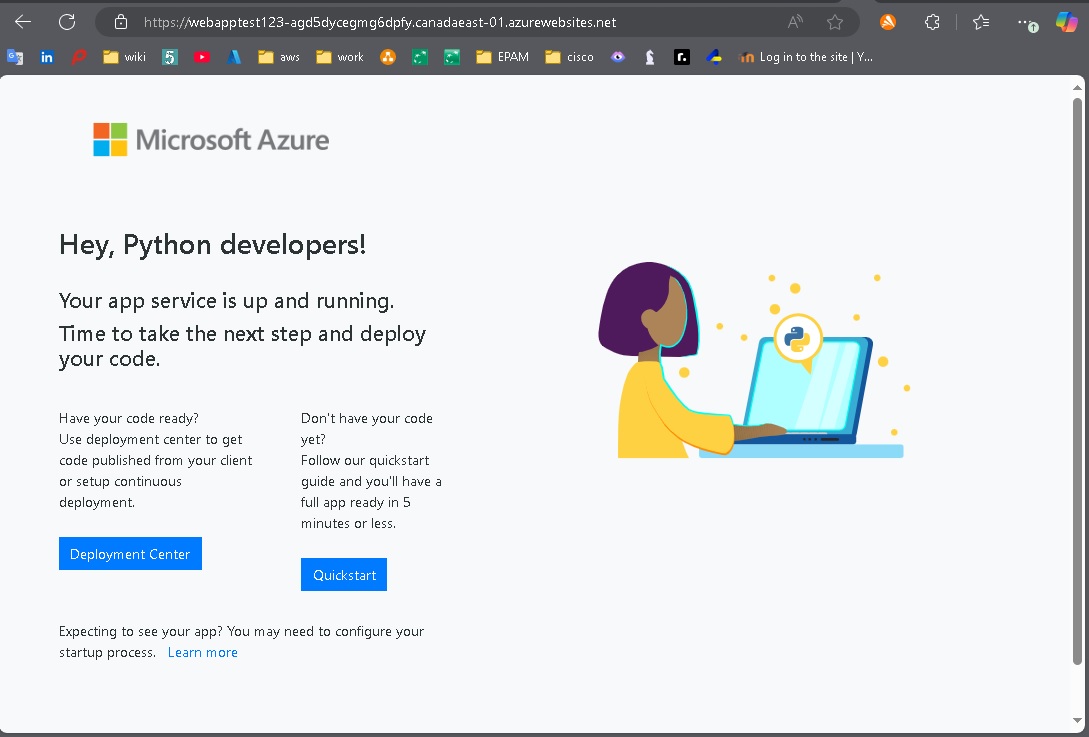 https://webapptest123-agd5dycegmg6dpfy.canadaeast-01.azurewebsites.net
wiki aws work EPAM cisco Log in to the site | Y...
Microsoft Azure
Hey, Python developers!
Your app service is up and running.
Time to take the next step and deploy
your code.
Have your code ready?
Use deployment center to get
code published from your client
or setup continuous
deployment.
Deployment Center
Don't have your code
yet?
Follow our quickstart
guide and you'll have a
full app ready in 5
minutes or less.
Quickstart
Expecting to see your app? You may need to configure your
startup process. Learn more